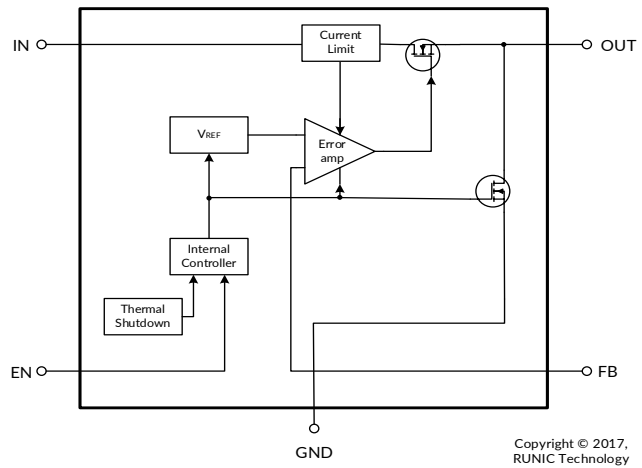 Current
Limit
IN
OUT
VREF
Error
amp
Internal
Controller
Thermal
Shutdown
EN
FB
GND
Copyright © 2017,
RUNIC Technology